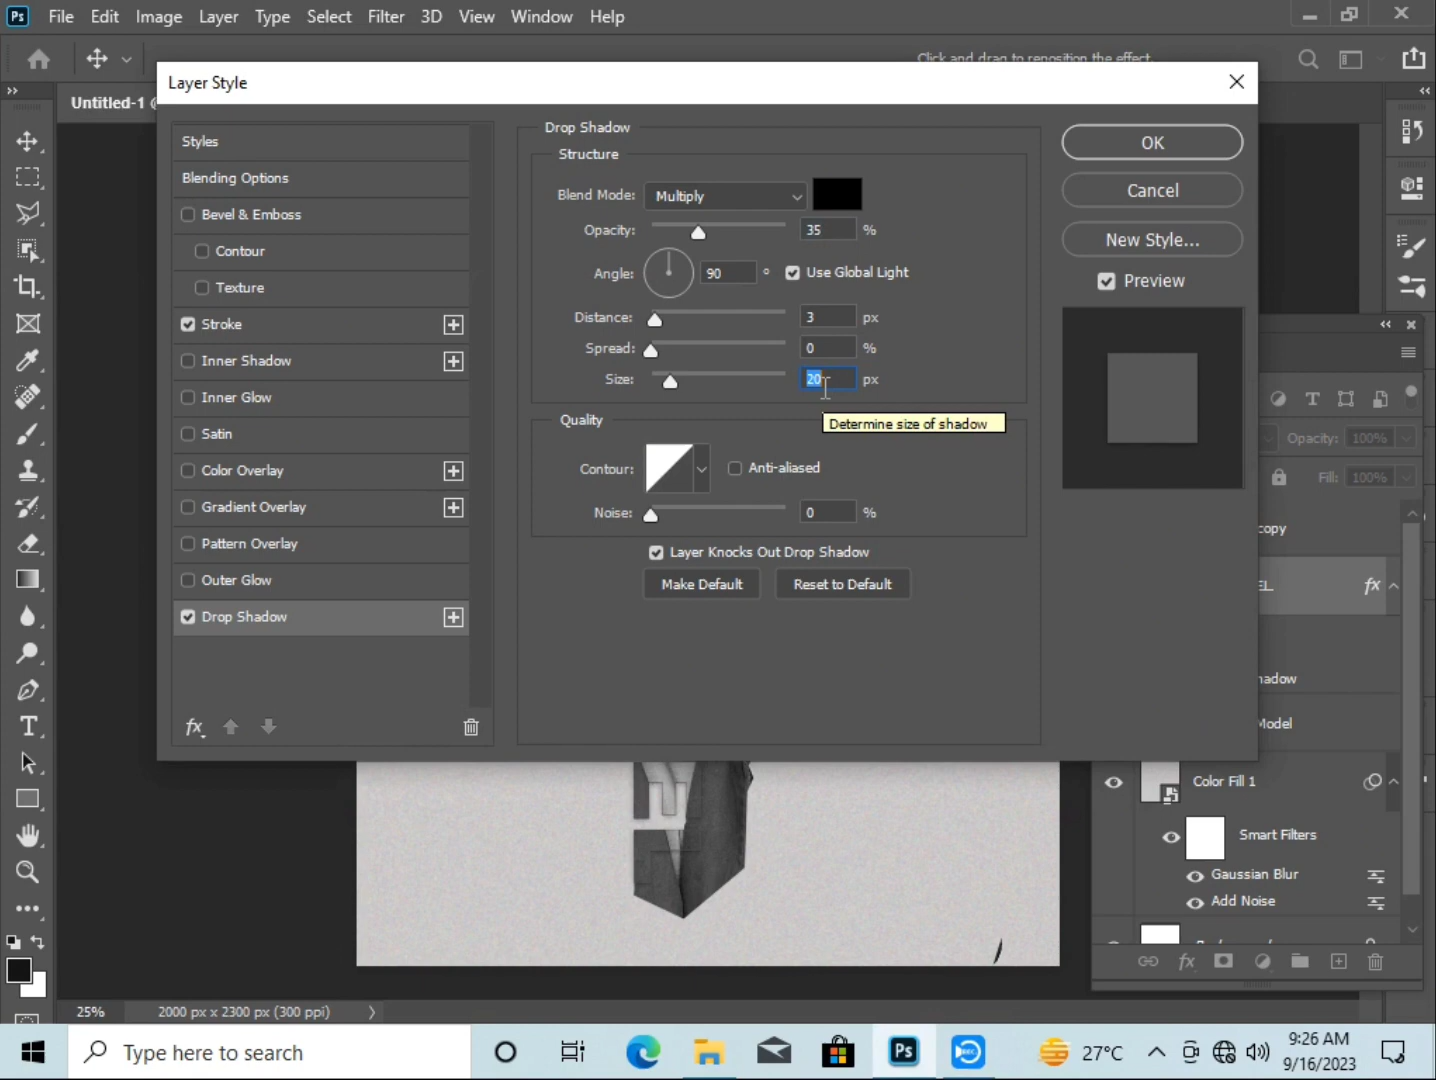 Ps File Edit Image Layer Type Select Filter 3D View Window Help
Click and drag to reposition the effect.
Layer Style
Untitled-1
Styles
Blending Options
Bevel & Emboss
Contour
Texture
Stroke
Inner Shadow
Inner Glow
Satin
Color Overlay
Gradient Overlay
Pattern Overlay
Outer Glow
Drop Shadow
fx
Drop Shadow
Structure
Blend Mode: Multiply
Opacity: 35 %
Angle: 90 ° Use Global Light
Distance: 3 px
Spread: 0 %
Size: 20 px
Determine size of shadow
Quality
Contour: Anti-aliased
Noise: 0 %
Layer Knocks Out Drop Shadow
Make Default Reset to Default
OK
Cancel
New Style...
Preview
Opacity: 100%
Fill: 100%
copy
EL fx
adow
Model
Color Fill 1
Smart Filters
Gaussian Blur
Add Noise
fx
25% 2000 px x 2300 px (300 ppi)
Type here to search
Ps
REC
27°C
9:26 AM
9/16/2023